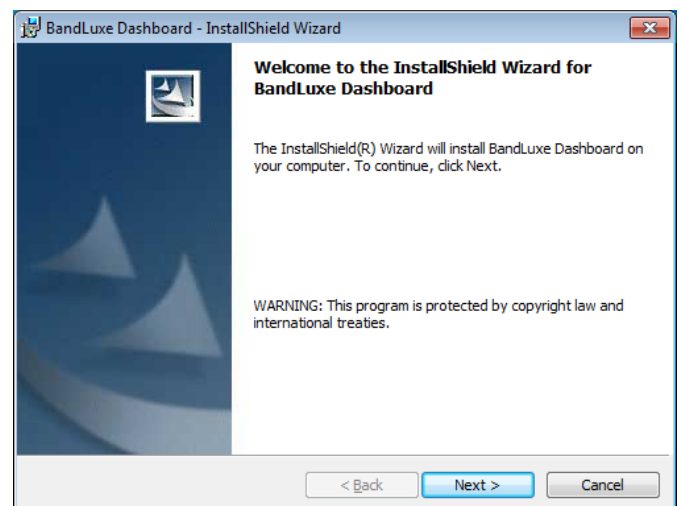 BandLuxe Dashboard - InstallShield Wizard
Welcome to the InstallShield Wizard for
BandLuxe Dashboard
The InstallShield(R) Wizard will install BandLuxe Dashboard on
your computer. To continue, click Next.
WARNING: This program is protected by copyright law and
international treaties.
< Back Next > Cancel